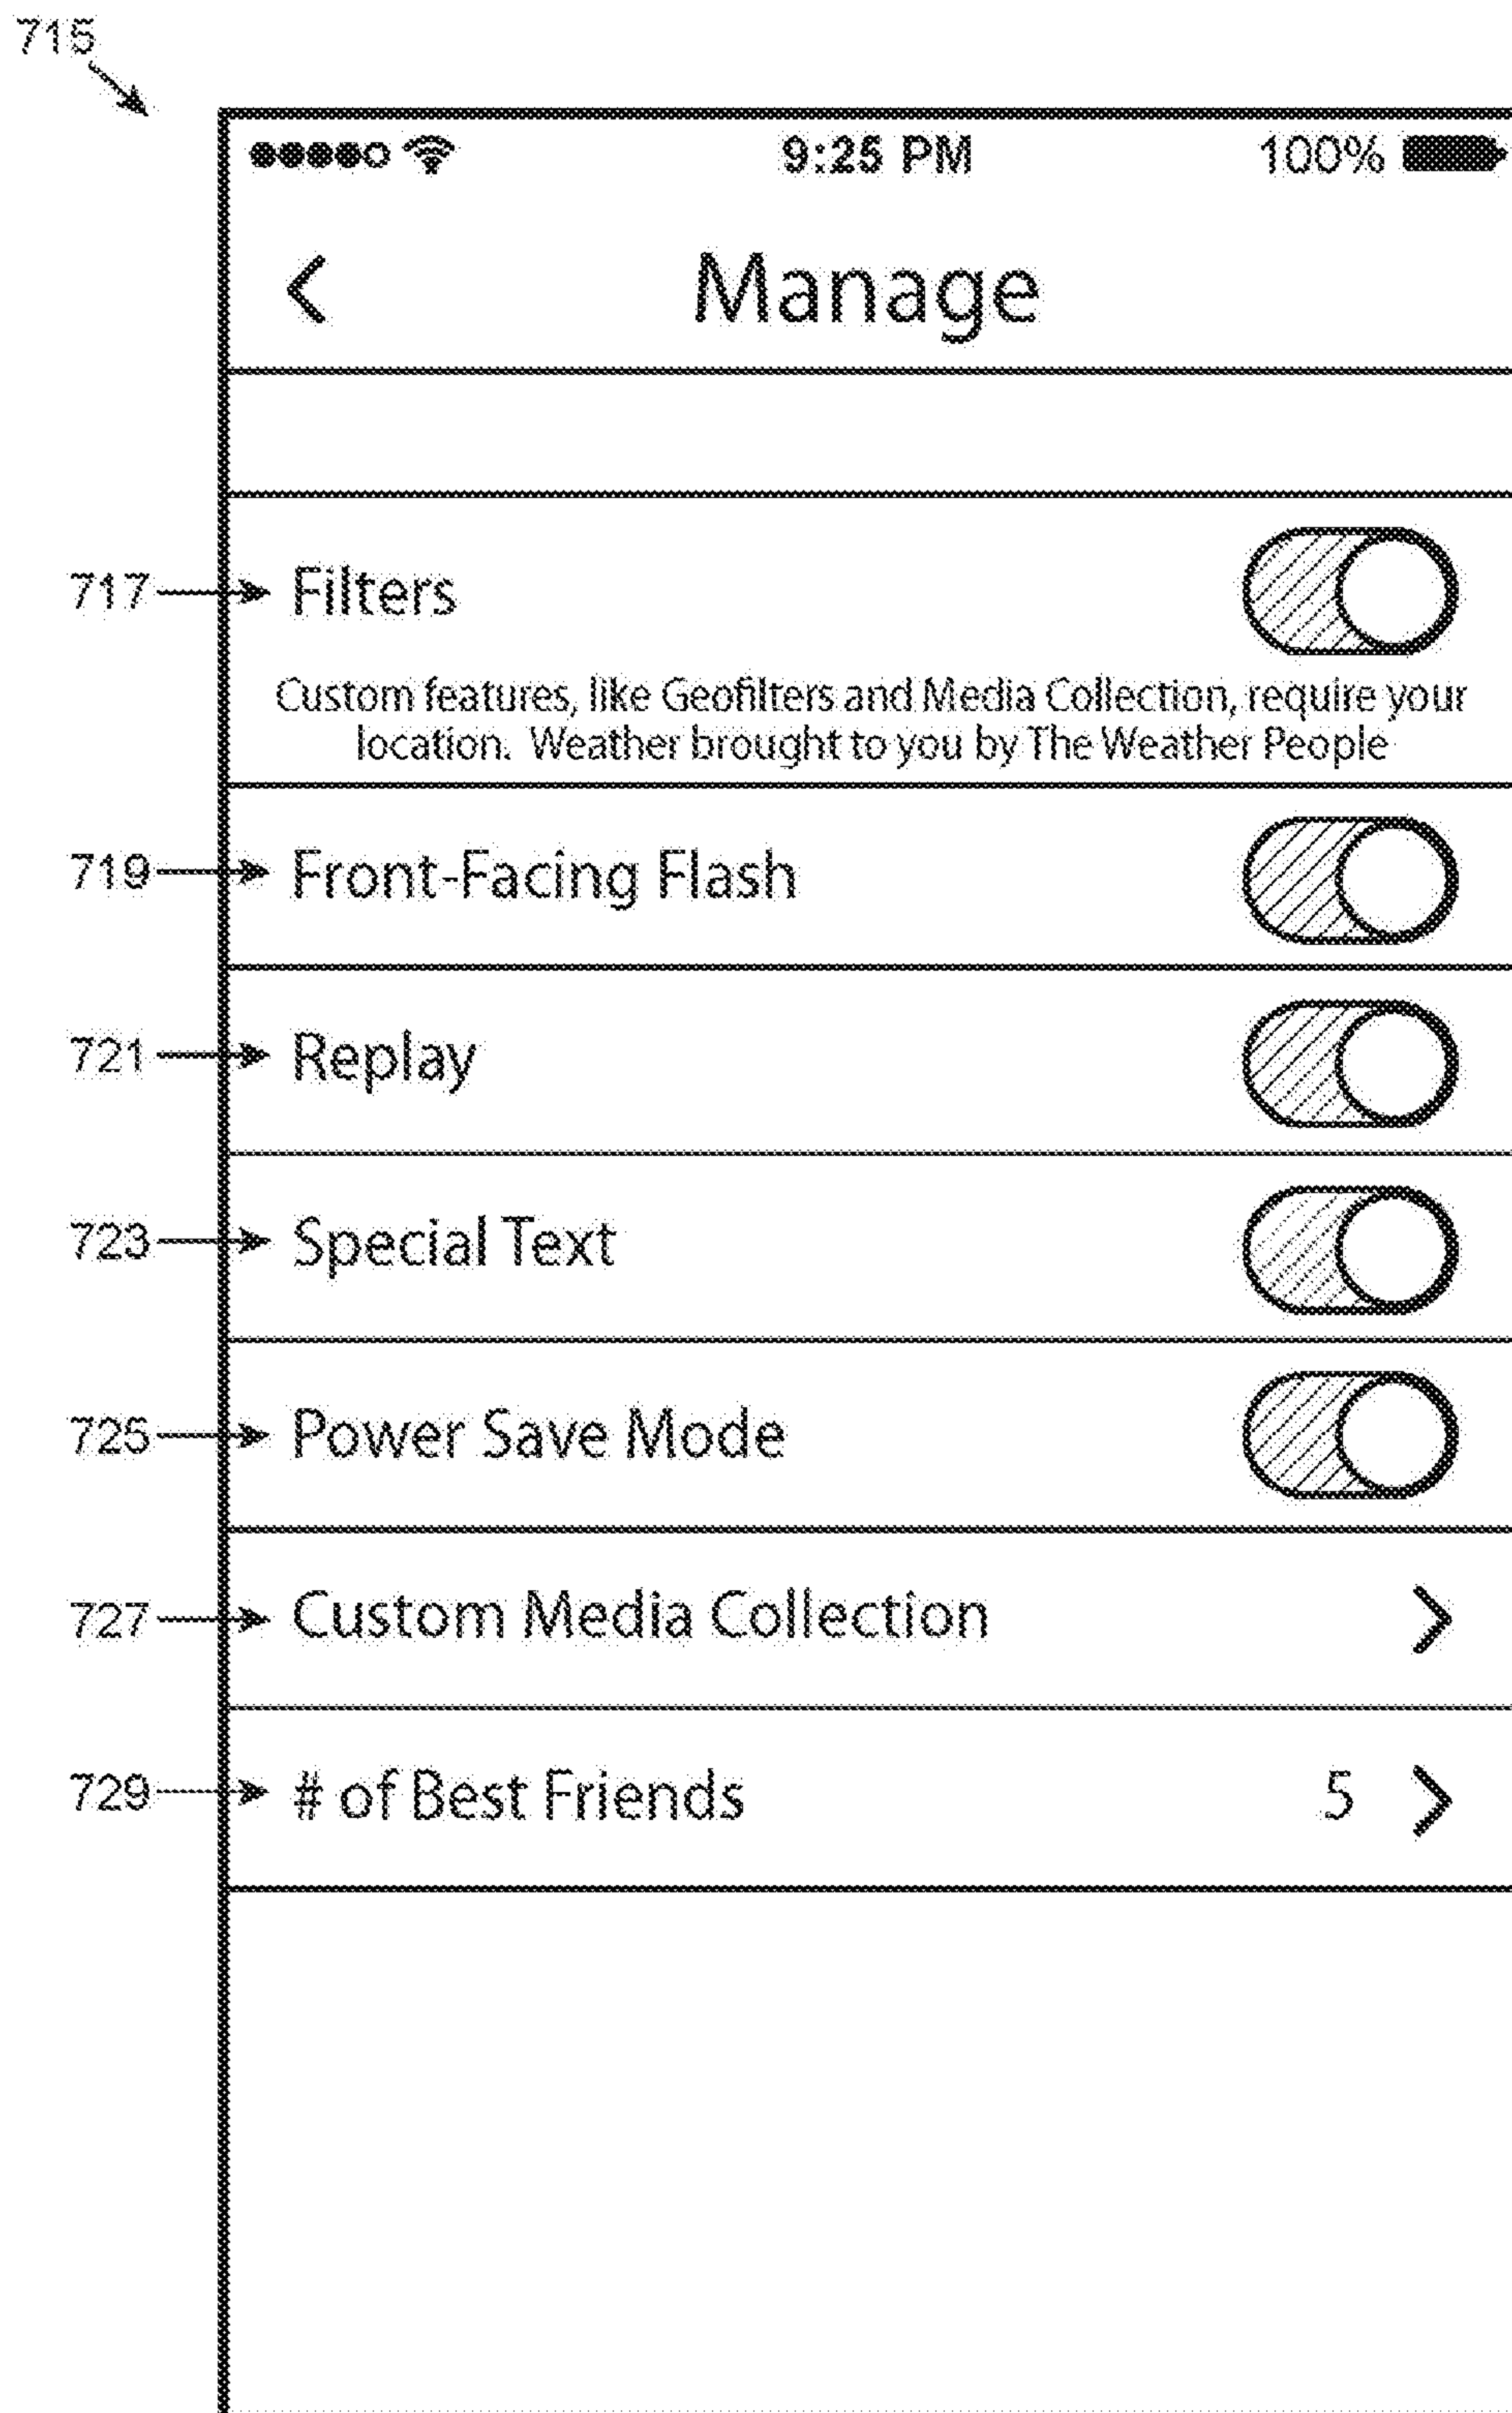 715
9:25 PM 100%
Manage
717 Filters
Custom features, like Geofilters and Media Collection, require your
location. Weather brought to you by The Weather People
719 Front-Facing Flash
721 Replay
723 Special Text
725 Power Save Mode
727 Custom Media Collection
729 # of Best Friends 5